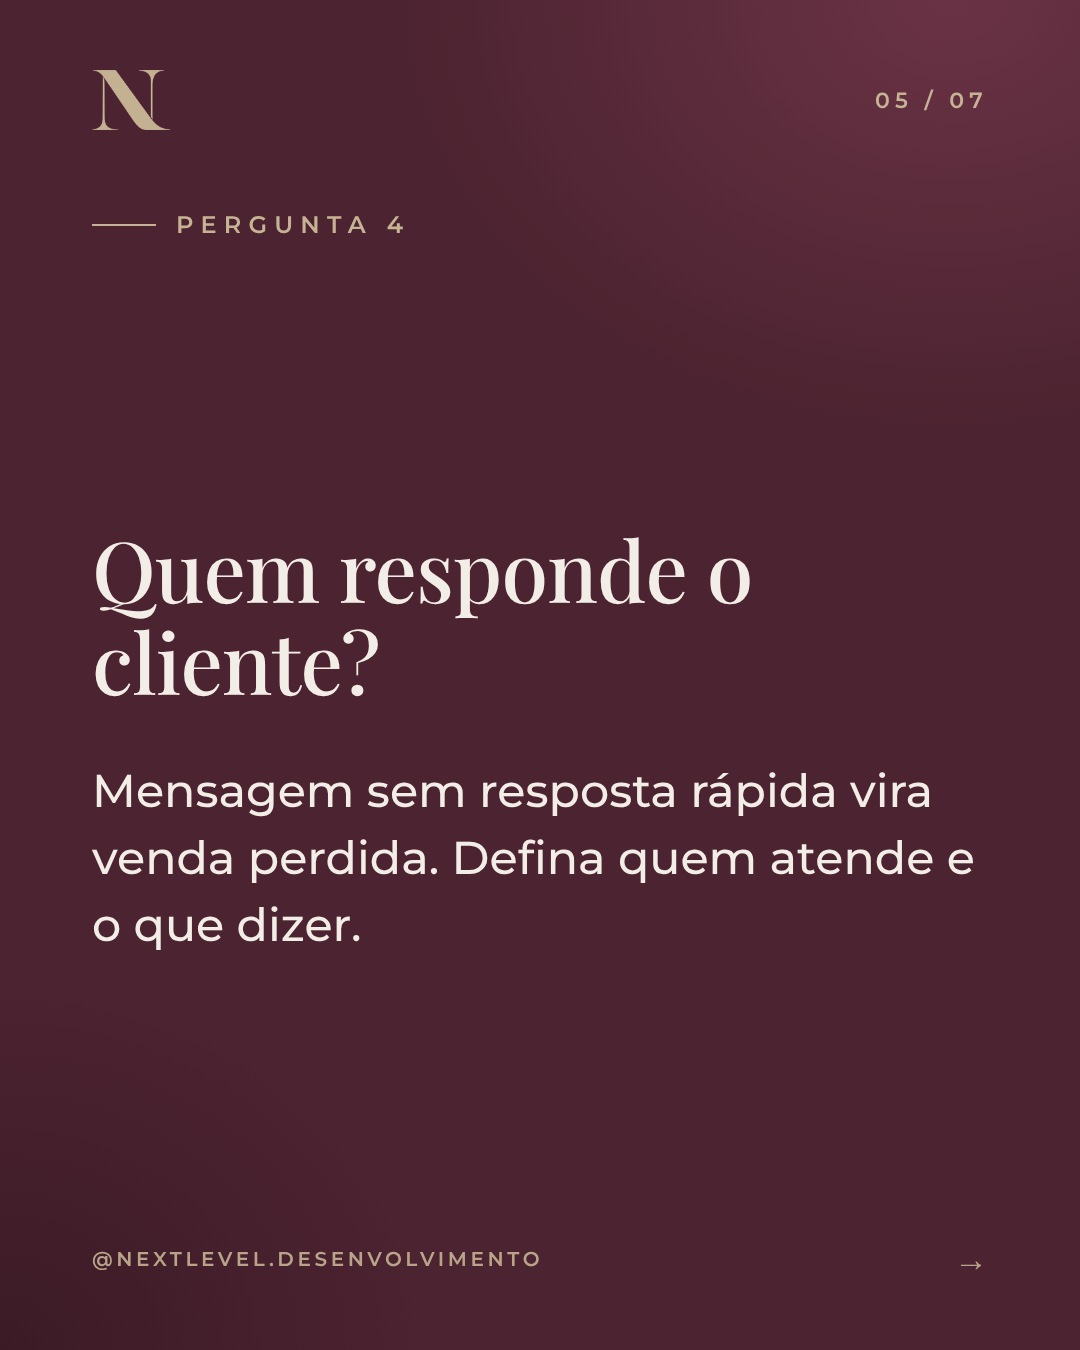 N
05 / 07
PERGUNTA 4
Quem responde o
cliente?
Mensagem sem resposta rápida vira
venda perdida. Defina quem atende e
o que dizer.
@NEXTLEVEL.DESENVOLVIMENTO
→